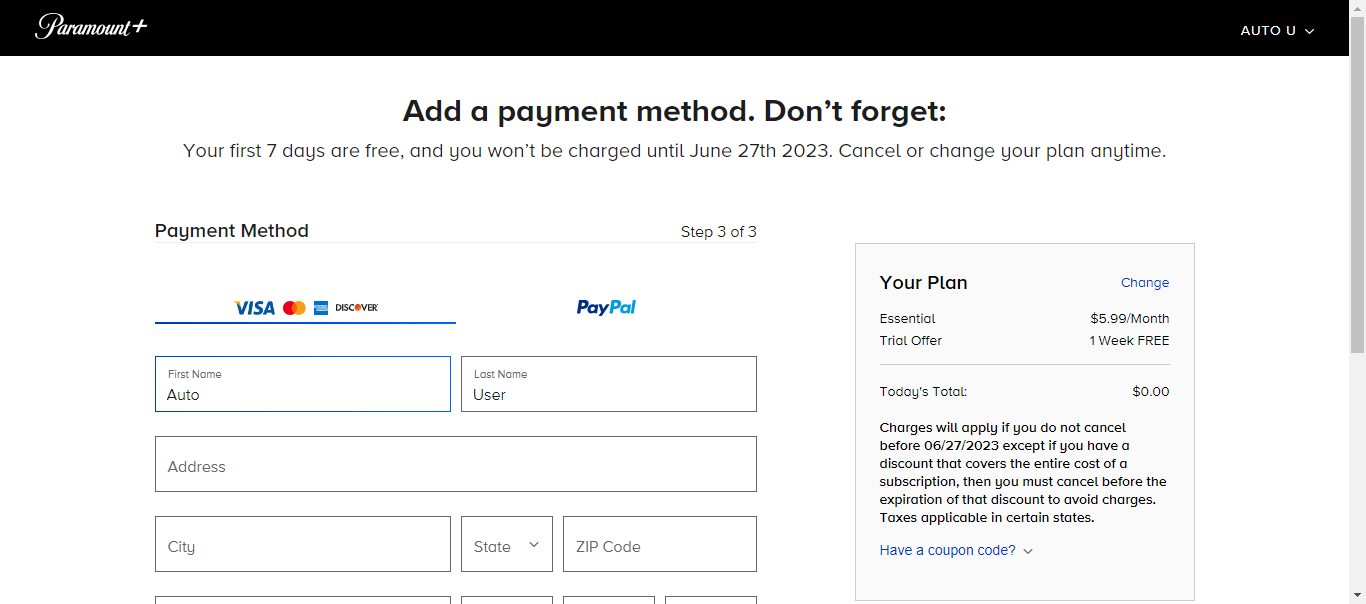 Paramount+
AUTO U
Add a payment method. Don’t forget:
Your first 7 days are free, and you won’t be charged until June 27th 2023. Cancel or change your plan anytime.
Payment Method
Step 3 of 3
VISA
DISCOVER
PayPal
First Name
Auto
Last Name
User
Address
City
State
ZIP Code
Your Plan
Change
Essential
$5.99/Month
Trial Offer
1 Week FREE
Today's Total:
$0.00
Charges will apply if you do not cancel
before 06/27/2023 except if you have a
discount that covers the entire cost of a
subscription, then you must cancel before the
expiration of that discount to avoid charges.
Taxes applicable in certain states.
Have a coupon code?